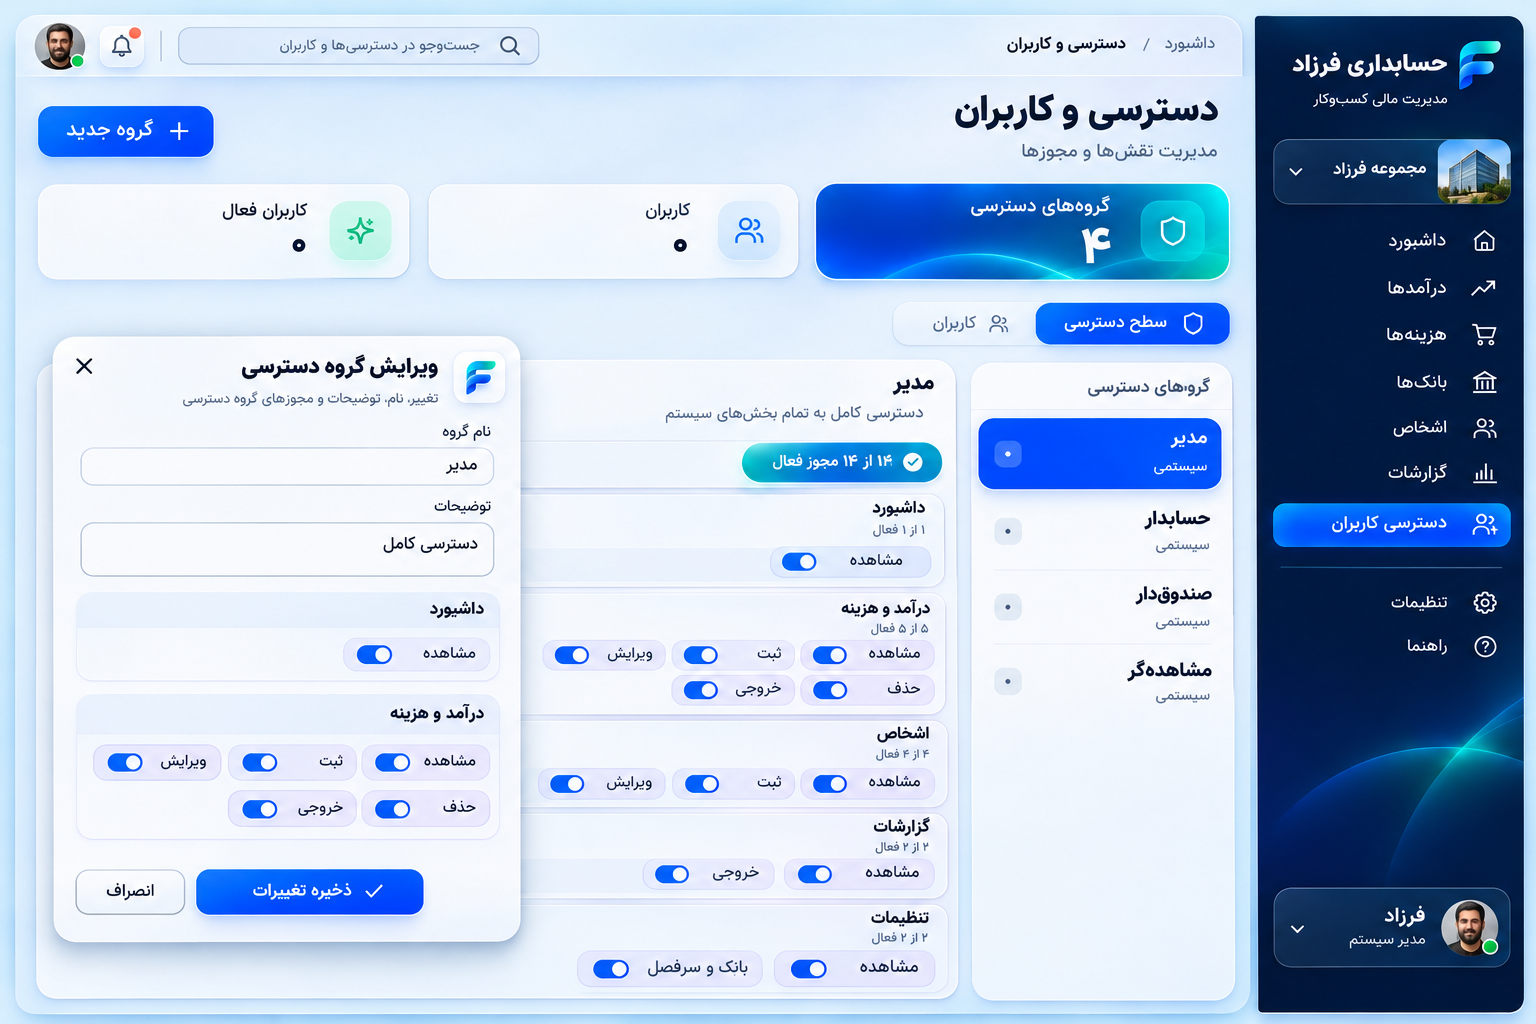 حسابداری فرزاد
مدیریت مالی کسب‌وکار
مجموعه فرزاد
داشبورد
درآمدها
هزینه‌ها
بانک‌ها
اشخاص
گزارشات
دسترسی کاربران
تنظیمات
راهنما
فرزاد
مدیر سیستم
داشبورد / دسترسی و کاربران
جست‌وجو در دسترسی‌ها و کاربران
دسترسی و کاربران
مدیریت نقش‌ها و مجوزها
گروه جدید
گروه‌های دسترسی
۴
کاربران
۰
کاربران فعال
۰
سطح دسترسی
کاربران
گروه‌های دسترسی
مدیر
سیستمی
حسابدار
سیستمی
صندوق‌دار
سیستمی
مشاهده‌گر
سیستمی
مدیر
دسترسی کامل به تمام بخش‌های سیستم
۱۴ از ۱۴ مجوز فعال
داشبورد
۱ از ۱ فعال
مشاهده
درآمد و هزینه
۵ از ۵ فعال
مشاهده ثبت ویرایش
حذف خروجی
اشخاص
۴ از ۴ فعال
مشاهده ثبت ویرایش
گزارشات
۲ از ۲ فعال
مشاهده خروجی
تنظیمات
۲ از ۲ فعال
مشاهده بانک و سرفصل
ویرایش گروه دسترسی
تغییر، نام، توضیحات و مجوزهای گروه دسترسی
نام گروه
مدیر
توضیحات
دسترسی کامل
داشبورد
مشاهده
درآمد و هزینه
مشاهده ثبت ویرایش
حذف خروجی
ذخیره تغییرات
انصراف